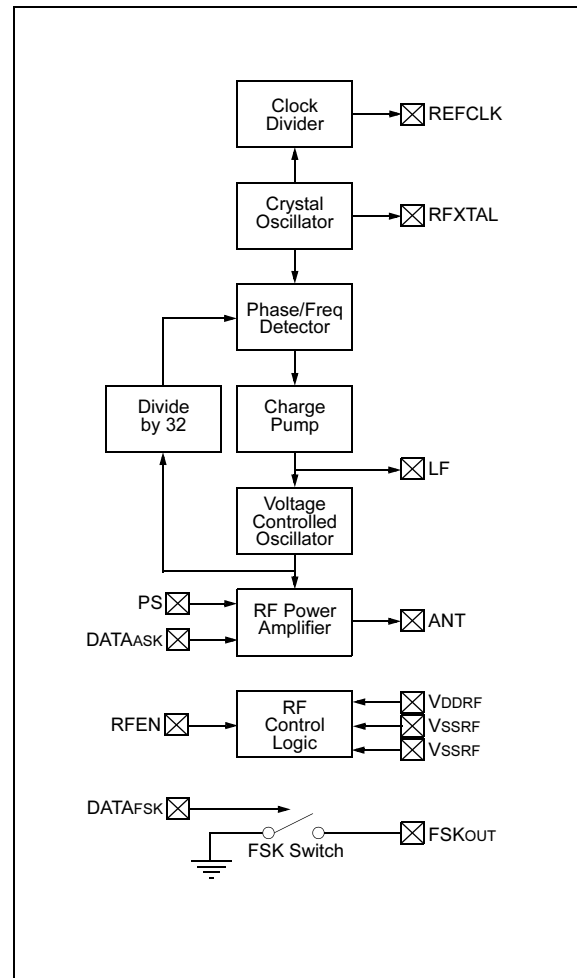 Clock
Divider
REFCLK
Crystal
Oscillator
RFXTAL
Phase/Freq
Detector
Divide
by 32
Charge
Pump
LF
Voltage
Controlled
Oscillator
PS
RF Power
Amplifier
ANT
DATAASK
RFEN
RF
Control
Logic
VDDRF
VSSRF
VSSRF
DATAFSK
FSKOUT
FSK Switch